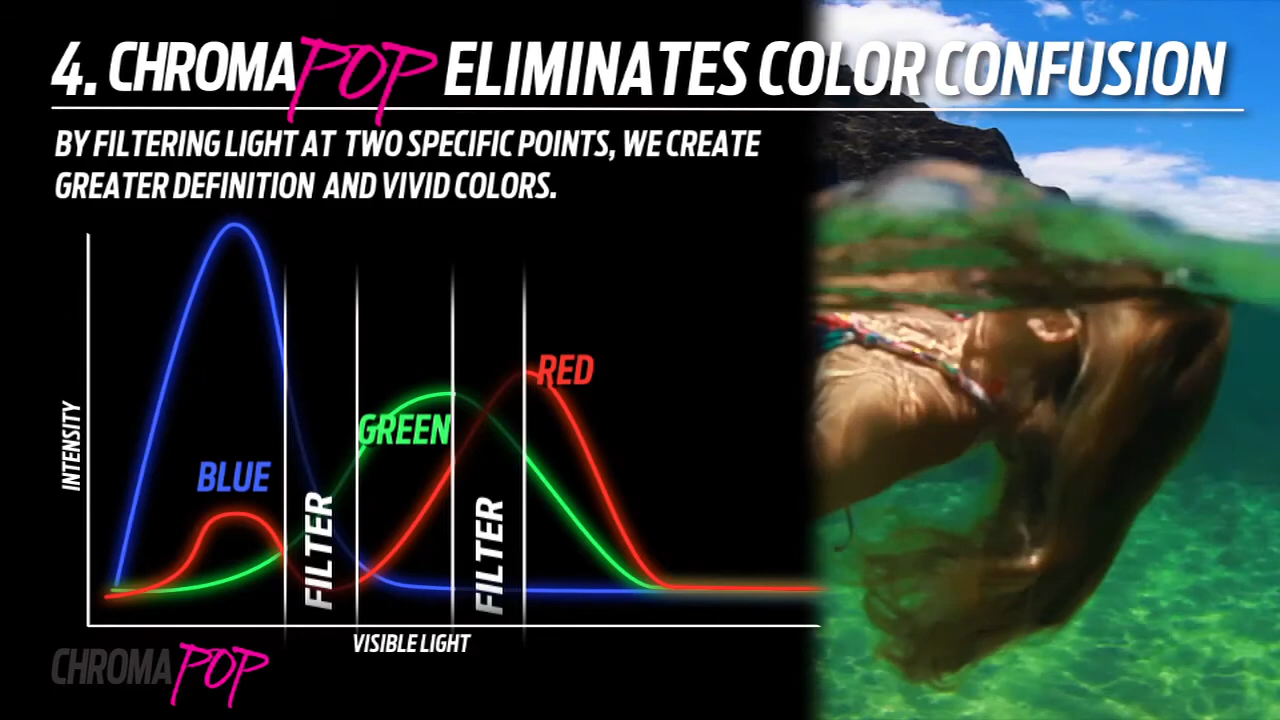 4. CHROMAPOP ELIMINATES COLOR CONFUSION
BY FILTERING LIGHT AT TWO SPECIFIC POINTS, WE CREATE
GREATER DEFINITION AND VIVID COLORS.
INTENSITY
BLUE
FILTER
GREEN
FILTER
RED
VISIBLE LIGHT
CHROMAPOP